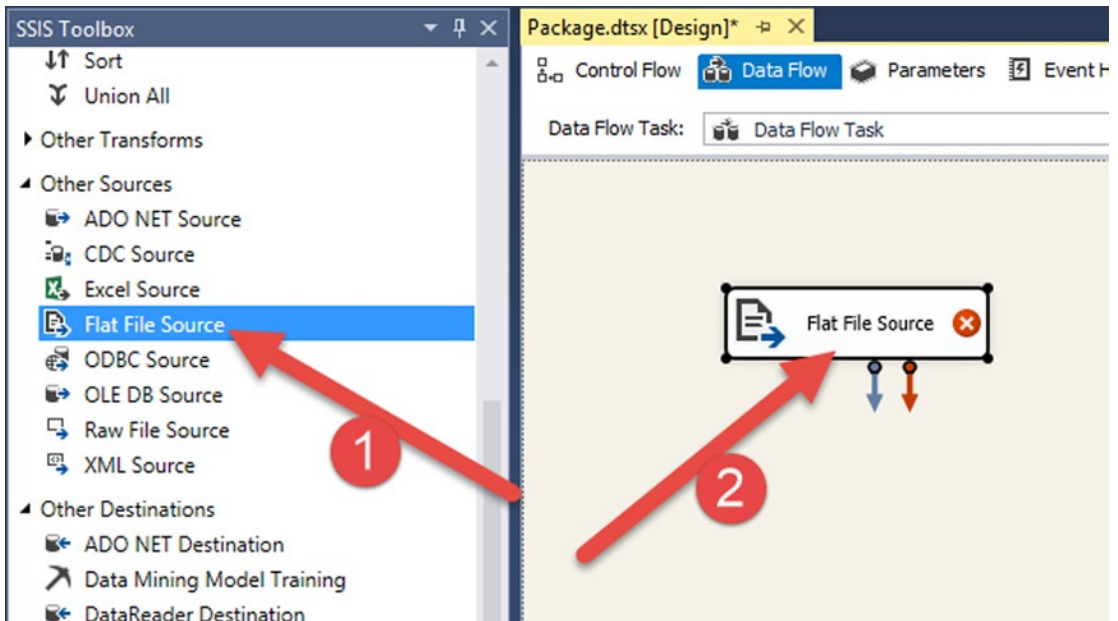 SSIS Toolbox
Sort
Union All
Other Transforms
Other Sources
ADO NET Source
CDC Source
Excel Source
Flat File Source
ODBC Source
OLE DB Source
Raw File Source
XML Source
Other Destinations
ADO NET Destination
Data Mining Model Training
DataReader Destination
1
Package.dtsx [Design]*
Control Flow Data Flow Parameters Event H
Data Flow Task: Data Flow Task
Flat File Source
2